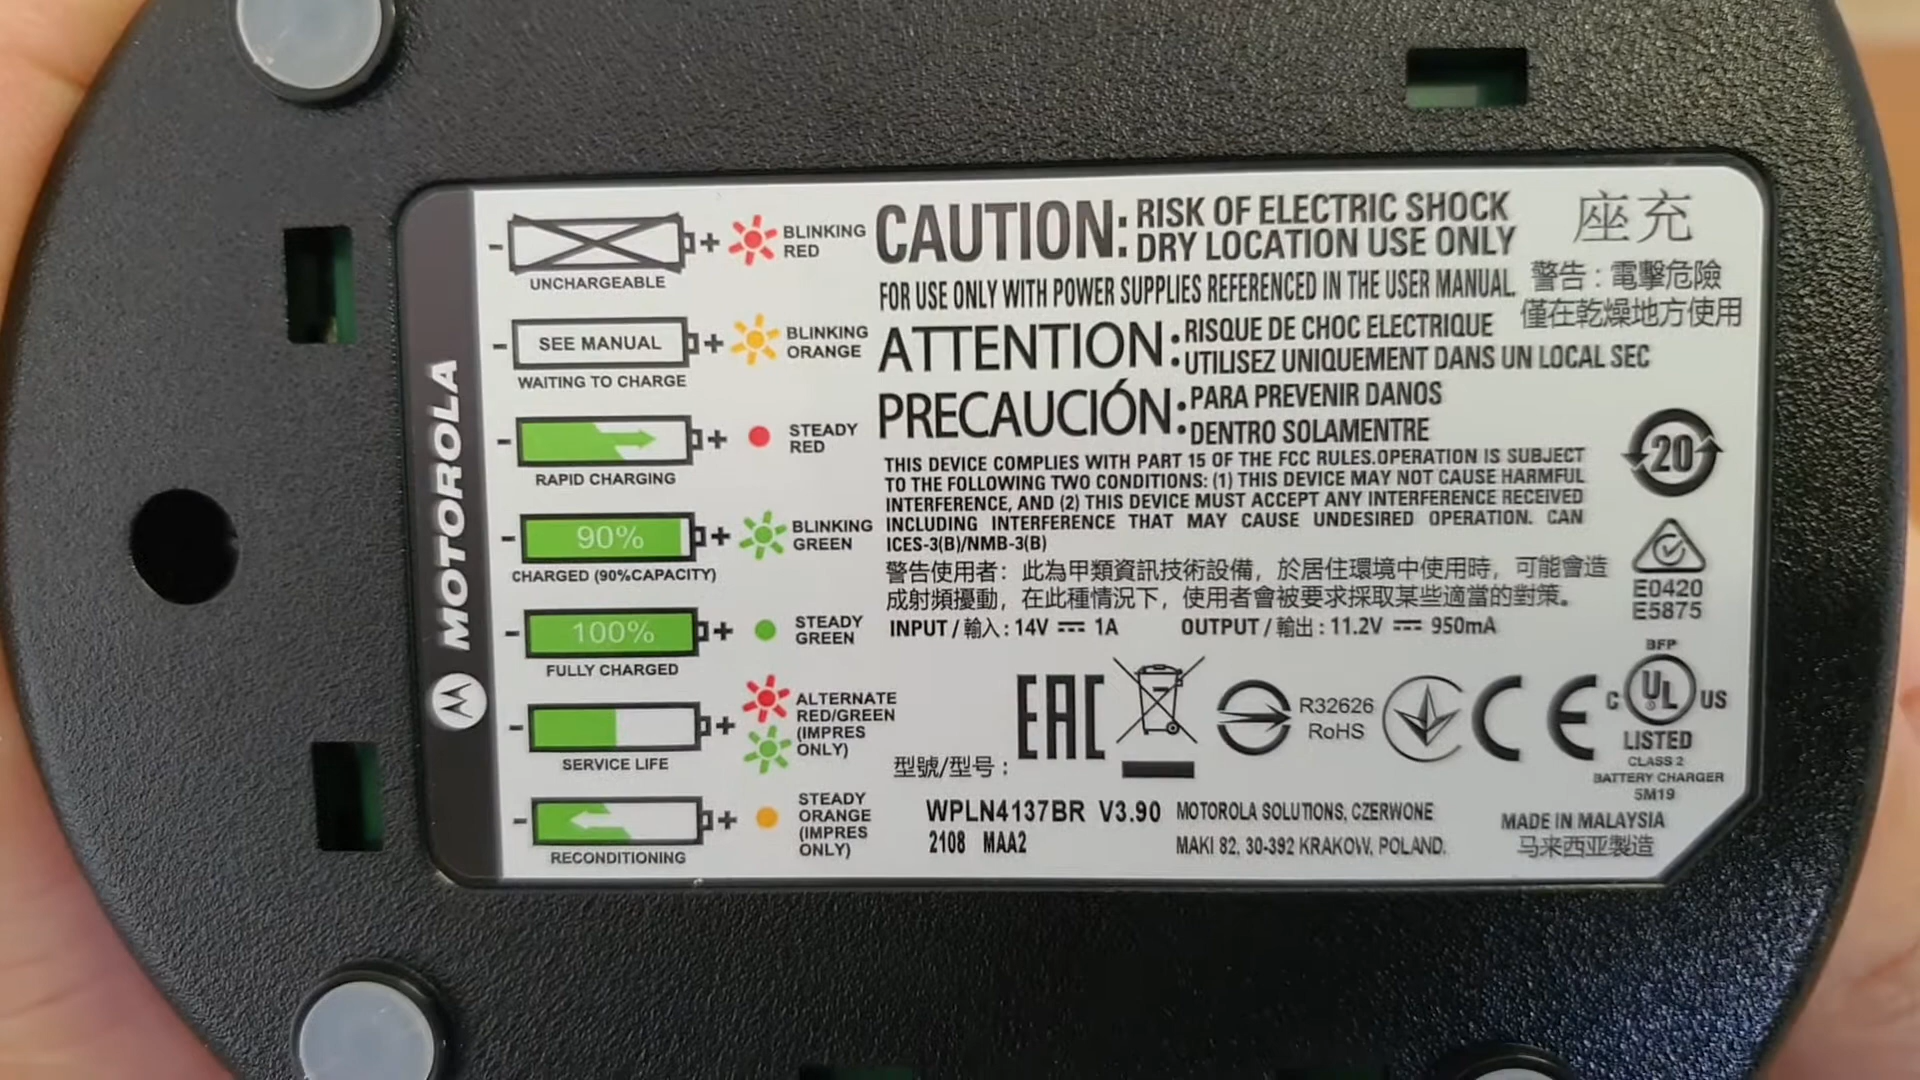 MOTOROLA
UNCHARGEABLE
BLINKING
RED
SEE MANUAL
WAITING TO CHARGE
BLINKING
ORANGE
RAPID CHARGING
STEADY
RED
90%
CHARGED (90%CAPACITY)
BLINKING
GREEN
100%
FULLY CHARGED
STEADY
GREEN
SERVICE LIFE
ALTERNATE
RED/GREEN
(IMPRES
ONLY)
RECONDITIONING
STEADY
ORANGE
(IMPRES
ONLY)
CAUTION: RISK OF ELECTRIC SHOCK
DRY LOCATION USE ONLY
FOR USE ONLY WITH POWER SUPPLIES REFERENCED IN THE USER MANUAL.
座充
警告：電擊危險
僅在乾燥地方使用
ATTENTION: RISQUE DE CHOC ELECTRIQUE
UTILISEZ UNIQUEMENT DANS UN LOCAL SEC
PRECAUCIÓN: PARA PREVENIR DANOS
DENTRO SOLAMENTRE
THIS DEVICE COMPLIES WITH PART 15 OF THE FCC RULES.OPERATION IS SUBJECT
TO THE FOLLOWING TWO CONDITIONS: (1) THIS DEVICE MAY NOT CAUSE HARMFUL
INTERFERENCE, AND (2) THIS DEVICE MUST ACCEPT ANY INTERFERENCE RECEIVED
INCLUDING INTERFERENCE THAT MAY CAUSE UNDESIRED OPERATION. CAN
ICES-3(B)/NMB-3(B)
20
E0420
E5875
警告使用者：此為甲類資訊技術設備，於居住環境中使用時，可能會造
成射頻擾動，在此種情況下，使用者會被要求採取某些適當的對策。
INPUT / 輸入 : 14V ⎓ 1A OUTPUT / 輸出 : 11.2V ⎓ 950mA
EAC
R32626
RoHS
CE
BFP
C UL US
LISTED
CLASS 2
BATTERY CHARGER
5M19
型號/型号：
WPLN4137BR V3.90
2108 MAA2
MOTOROLA SOLUTIONS, CZERWONE
MAKI 82, 30-392 KRAKOW, POLAND.
MADE IN MALAYSIA
马来西亚製造